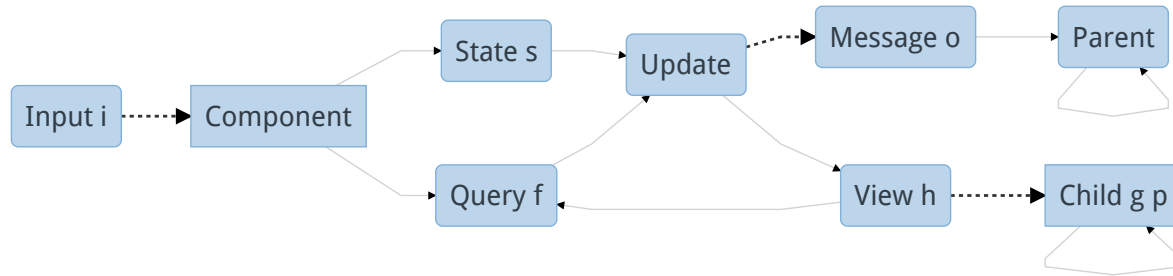 Input i
Component
State s
Query f
Update
Message o
View h
Parent
Child g p